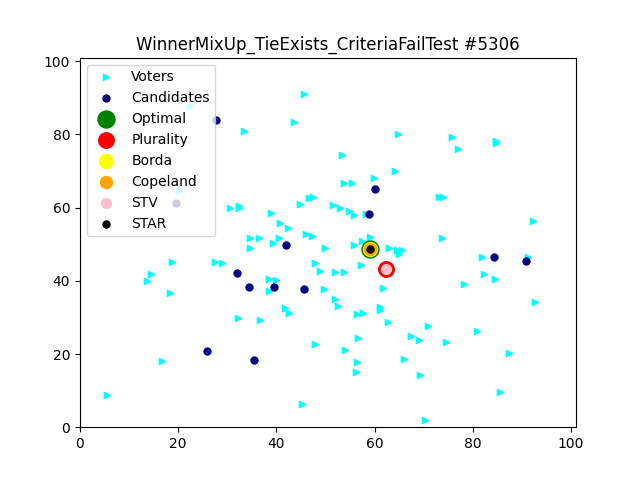 WinnerMixUp_TieExists_CriteriaFailTest #5306
100
80
60
40
20
0
Voters
Candidates
Optimal
Plurality
Borda
Copeland
STV
STAR
0 20 40 60 80 100